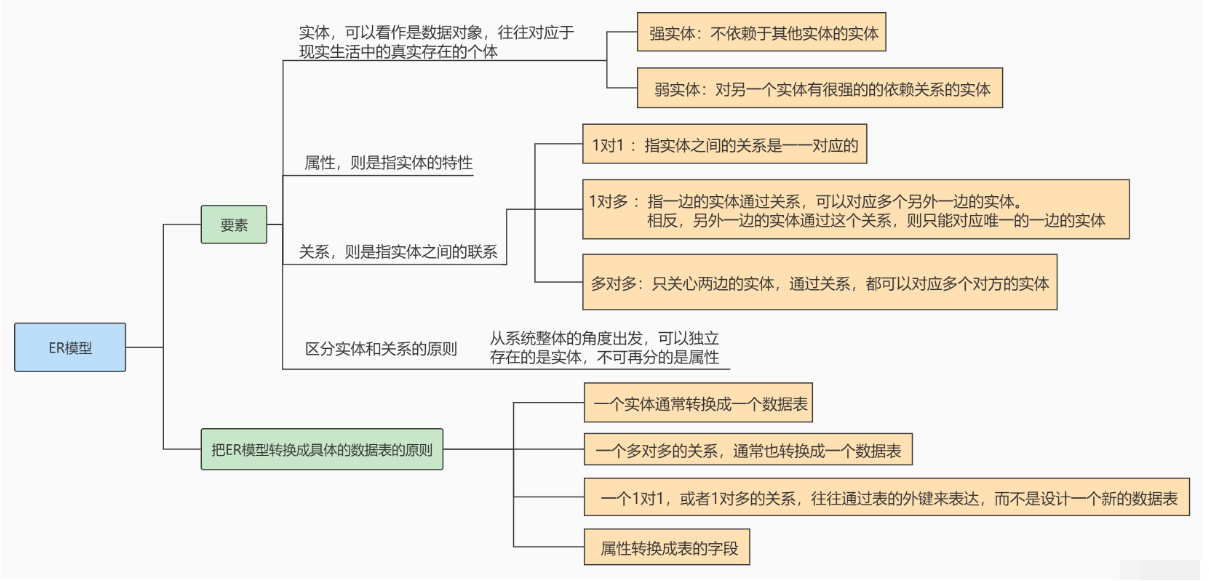 ER模型
要素
实体，可以看作是数据对象，往往对应于
现实生活中的真实存在的个体
强实体：不依赖于其他实体的实体
弱实体：对另一个实体有很强的的依赖关系的实体
属性，则是指实体的特性
关系，则是指实体之间的联系
1对1 ：指实体之间的关系是一一对应的
1对多 ：指一边的实体通过关系，可以对应多个另外一边的实体。
相反，另外一边的实体通过这个关系，则只能对应唯一的一边的实体
多对多：只关心两边的实体，通过关系，都可以对应多个对方的实体
区分实体和关系的原则
从系统整体的角度出发，可以独立
存在的是实体，不可再分的是属性
把ER模型转换成具体的数据表的原则
一个实体通常转换成一个数据表
一个多对多的关系，通常也转换成一个数据表
一个1对1，或者1对多的关系，往往通过表的外键来表达，而不是设计一个新的数据表
属性转换成表的字段